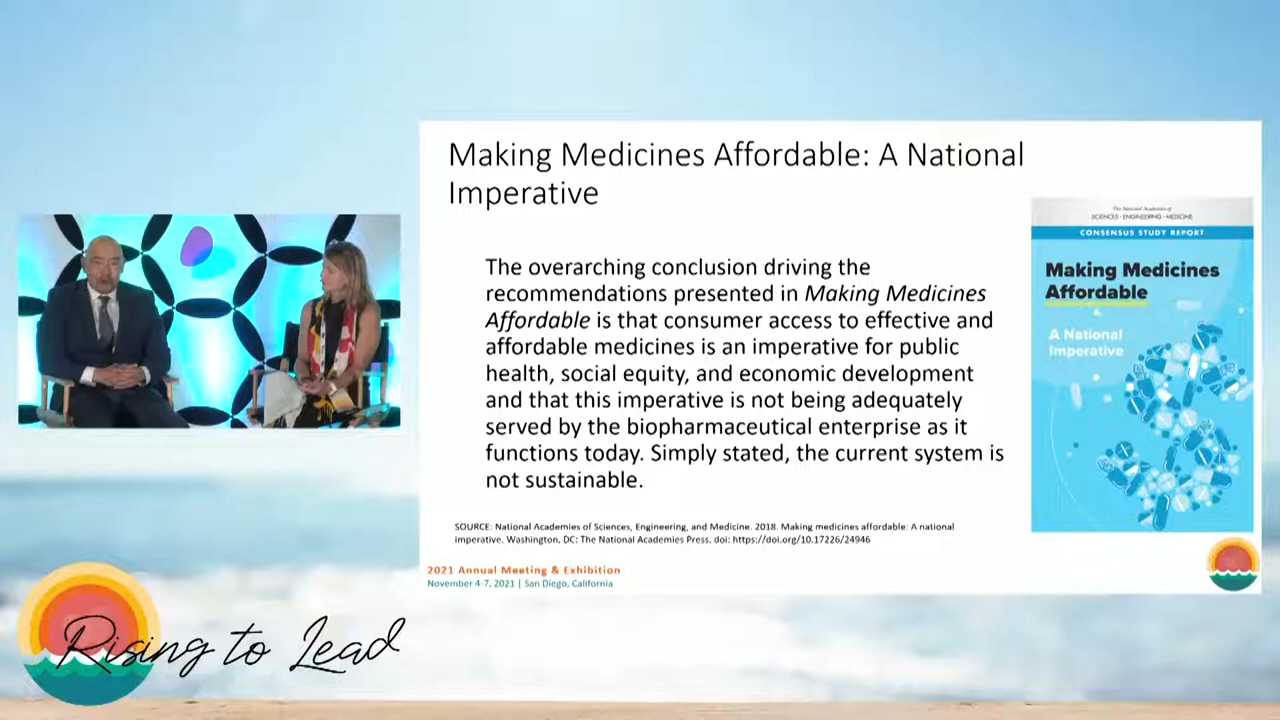 Making Medicines Affordable: A National
Imperative
The overarching conclusion driving the
recommendations presented in Making Medicines
Affordable is that consumer access to effective and
affordable medicines is an imperative for public
health, social equity, and economic development
and that this imperative is not being adequately
served by the biopharmaceutical enterprise as it
functions today. Simply stated, the current system is
not sustainable.
SOURCE: National Academies of Sciences, Engineering, and Medicine. 2018. Making medicines affordable: A national
imperative. Washington, DC: The National Academies Press. doi: https://doi.org/10.17226/24946
2021 Annual Meeting & Exhibition
November 4-7, 2021 | San Diego, California
The National Academies of
SCIENCES · ENGINEERING · MEDICINE
CONSENSUS STUDY REPORT
Making Medicines
Affordable
A National
Imperative
Rising to Lead